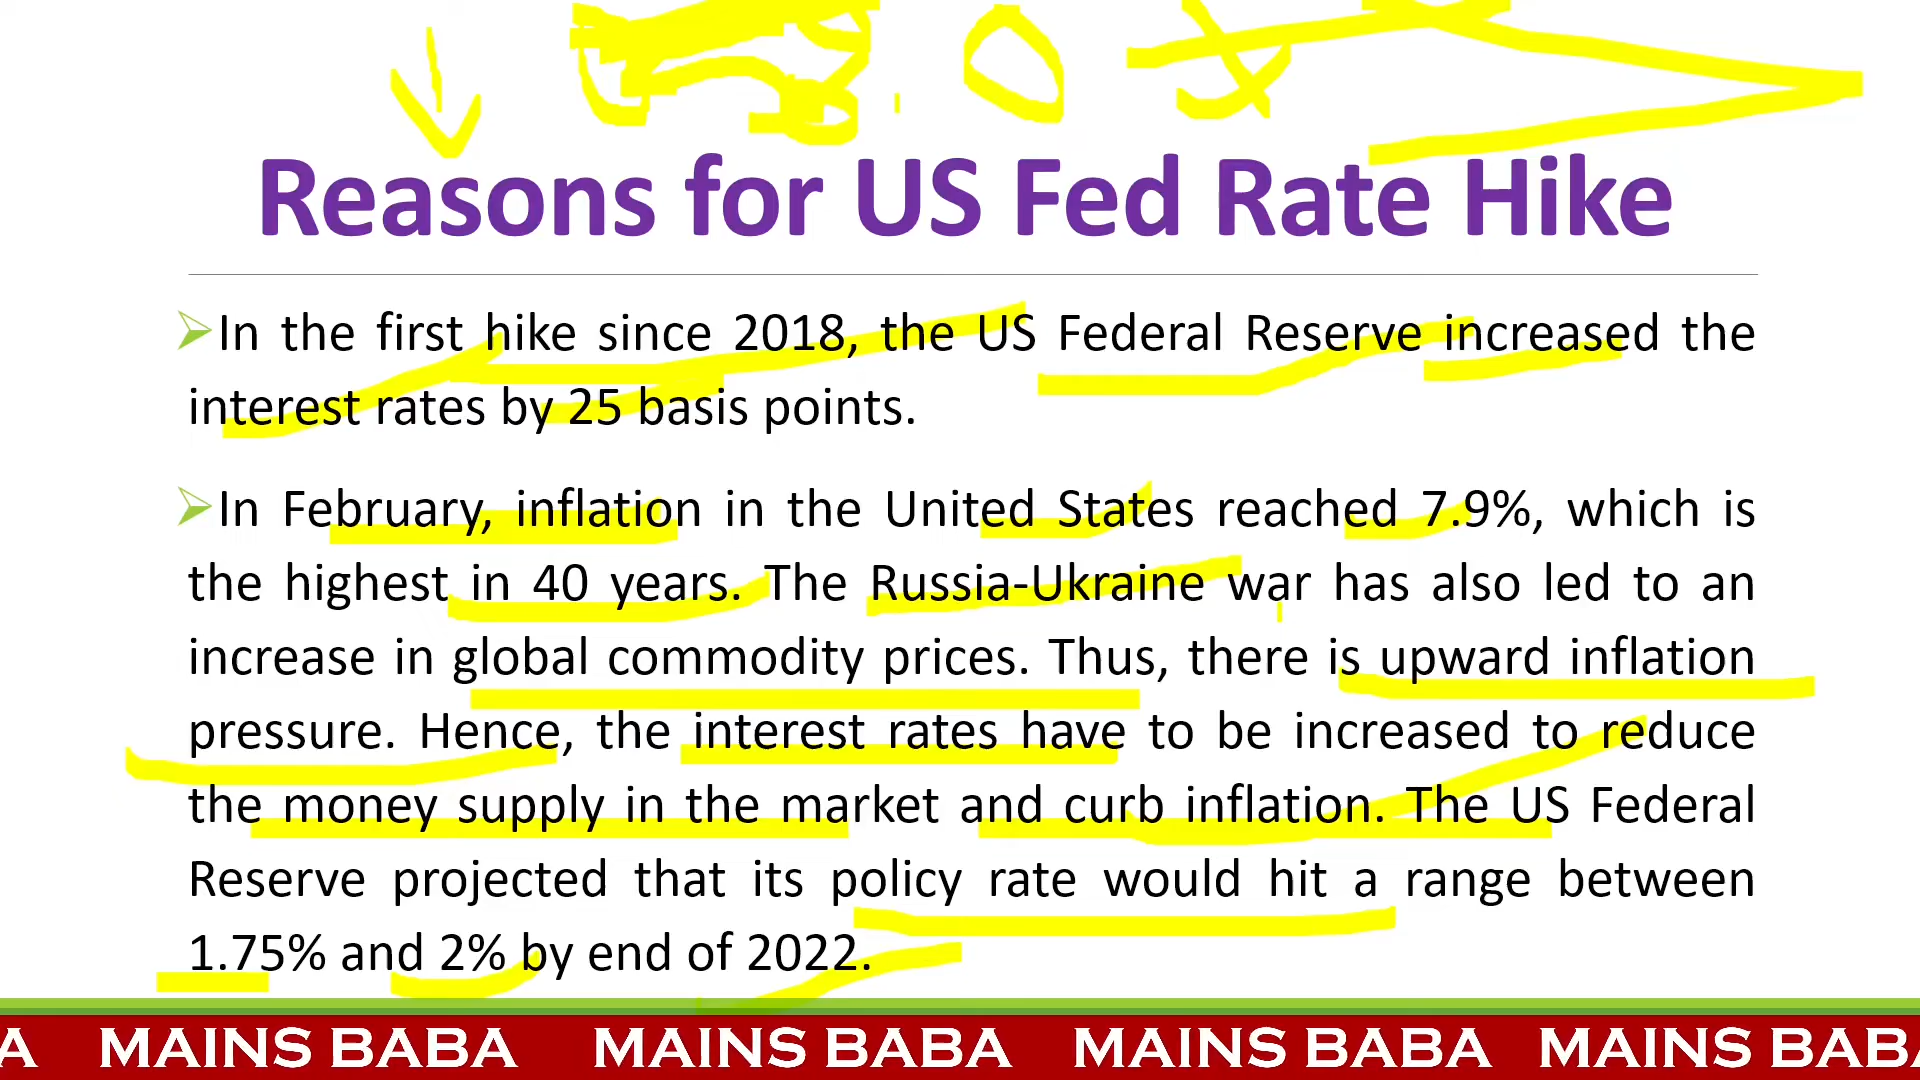 Reasons for US Fed Rate Hike
In the first hike since 2018, the US Federal Reserve increased the
interest rates by 25 basis points.
In February, inflation in the United States reached 7.9%, which is
the highest in 40 years. The Russia-Ukraine war has also led to an
increase in global commodity prices. Thus, there is upward inflation
pressure. Hence, the interest rates have to be increased to reduce
the money supply in the market and curb inflation. The US Federal
Reserve projected that its policy rate would hit a range between
1.75% and 2% by end of 2022.
A MAINS BABA MAINS BABA MAINS BABA MAINS BAB